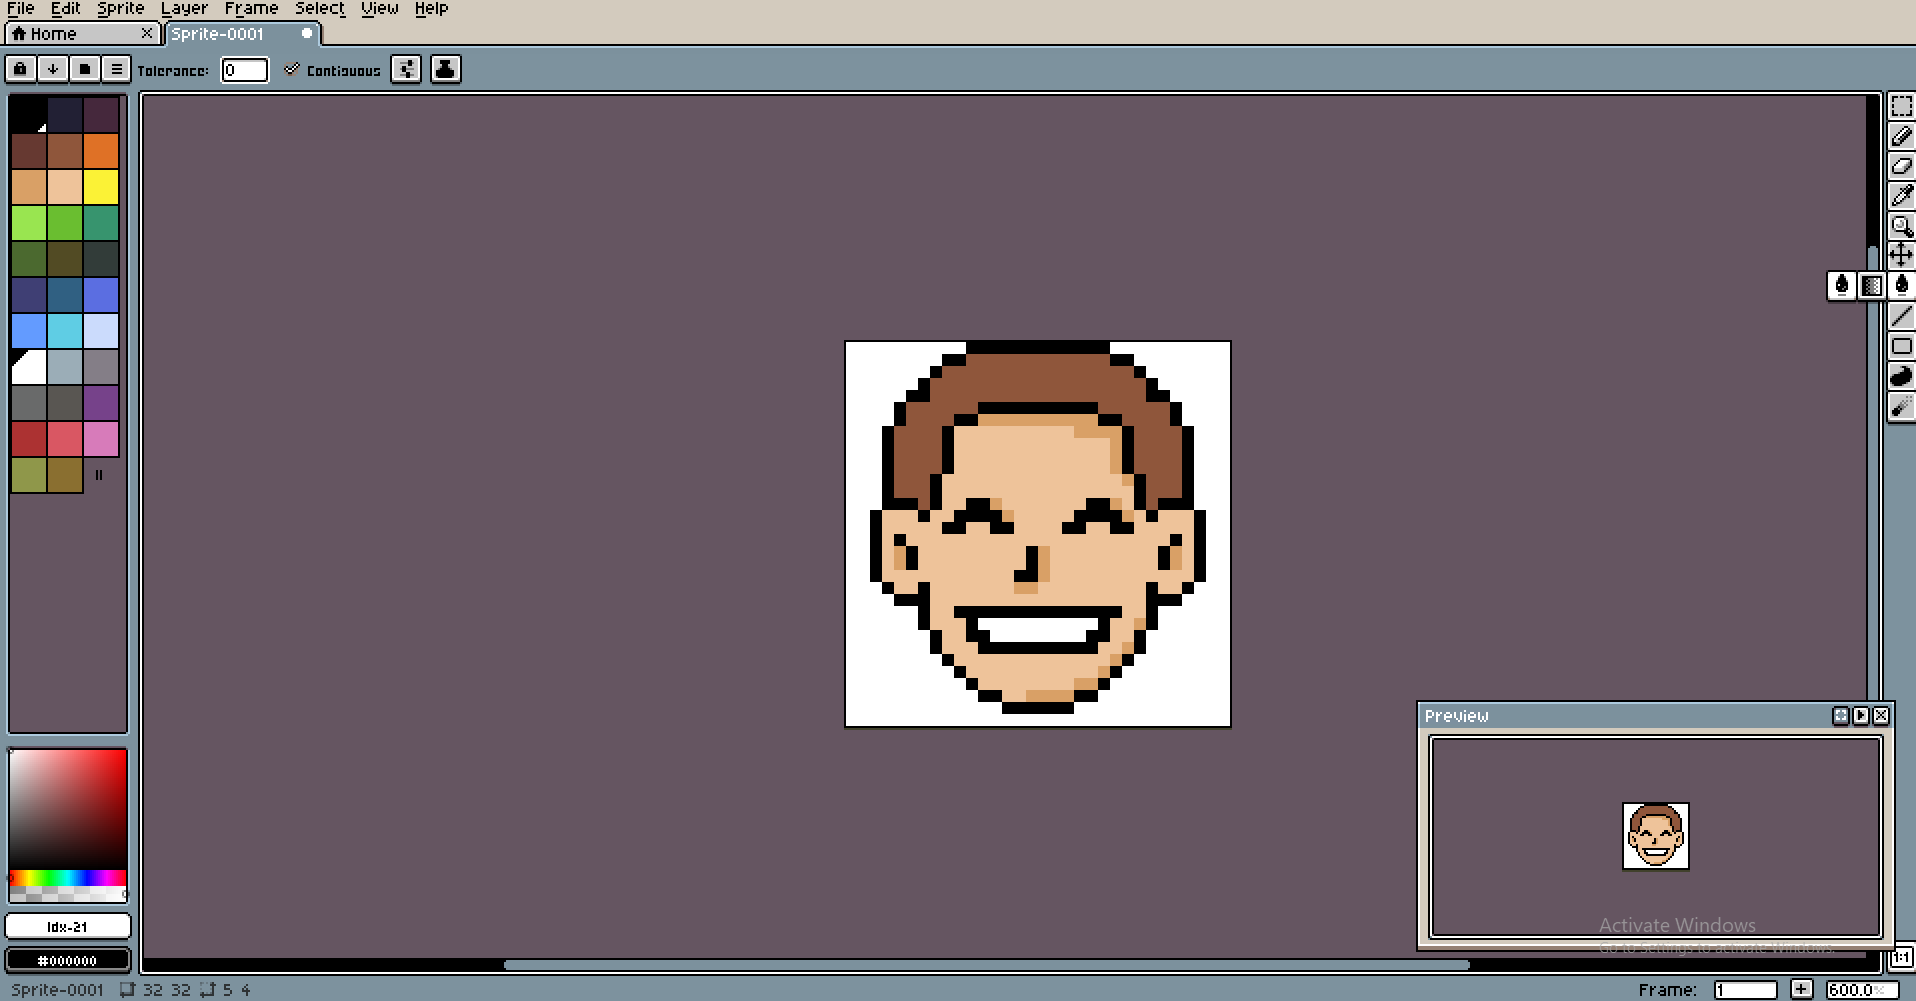 File Edit Sprite Layer Frame Select View Help
Home Sprite-0001
Tolerance: 0 Contiguous
Preview
Activate Windows
Go to Settings to activate Windows.
Idx-21
#000000
1:1
Sprite-0001 32 32 5 4 Frame: 1 600.0%